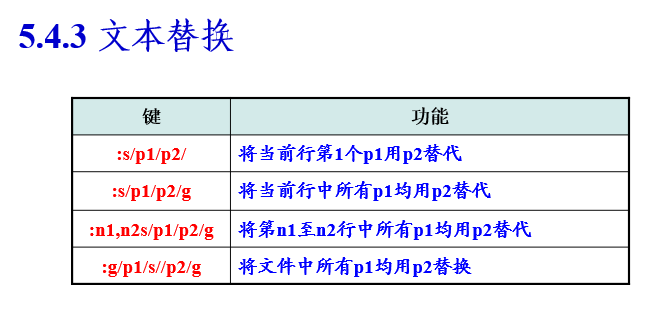 5.4.3 文本替换
键 功能
:s/p1/p2/ 将当前行第1个p1用p2替代
:s/p1/p2/g 将当前行中所有p1均用p2替代
:n1,n2s/p1/p2/g 将第n1至n2行中所有p1均用p2替代
:g/p1/s//p2/g 将文件中所有p1均用p2替换